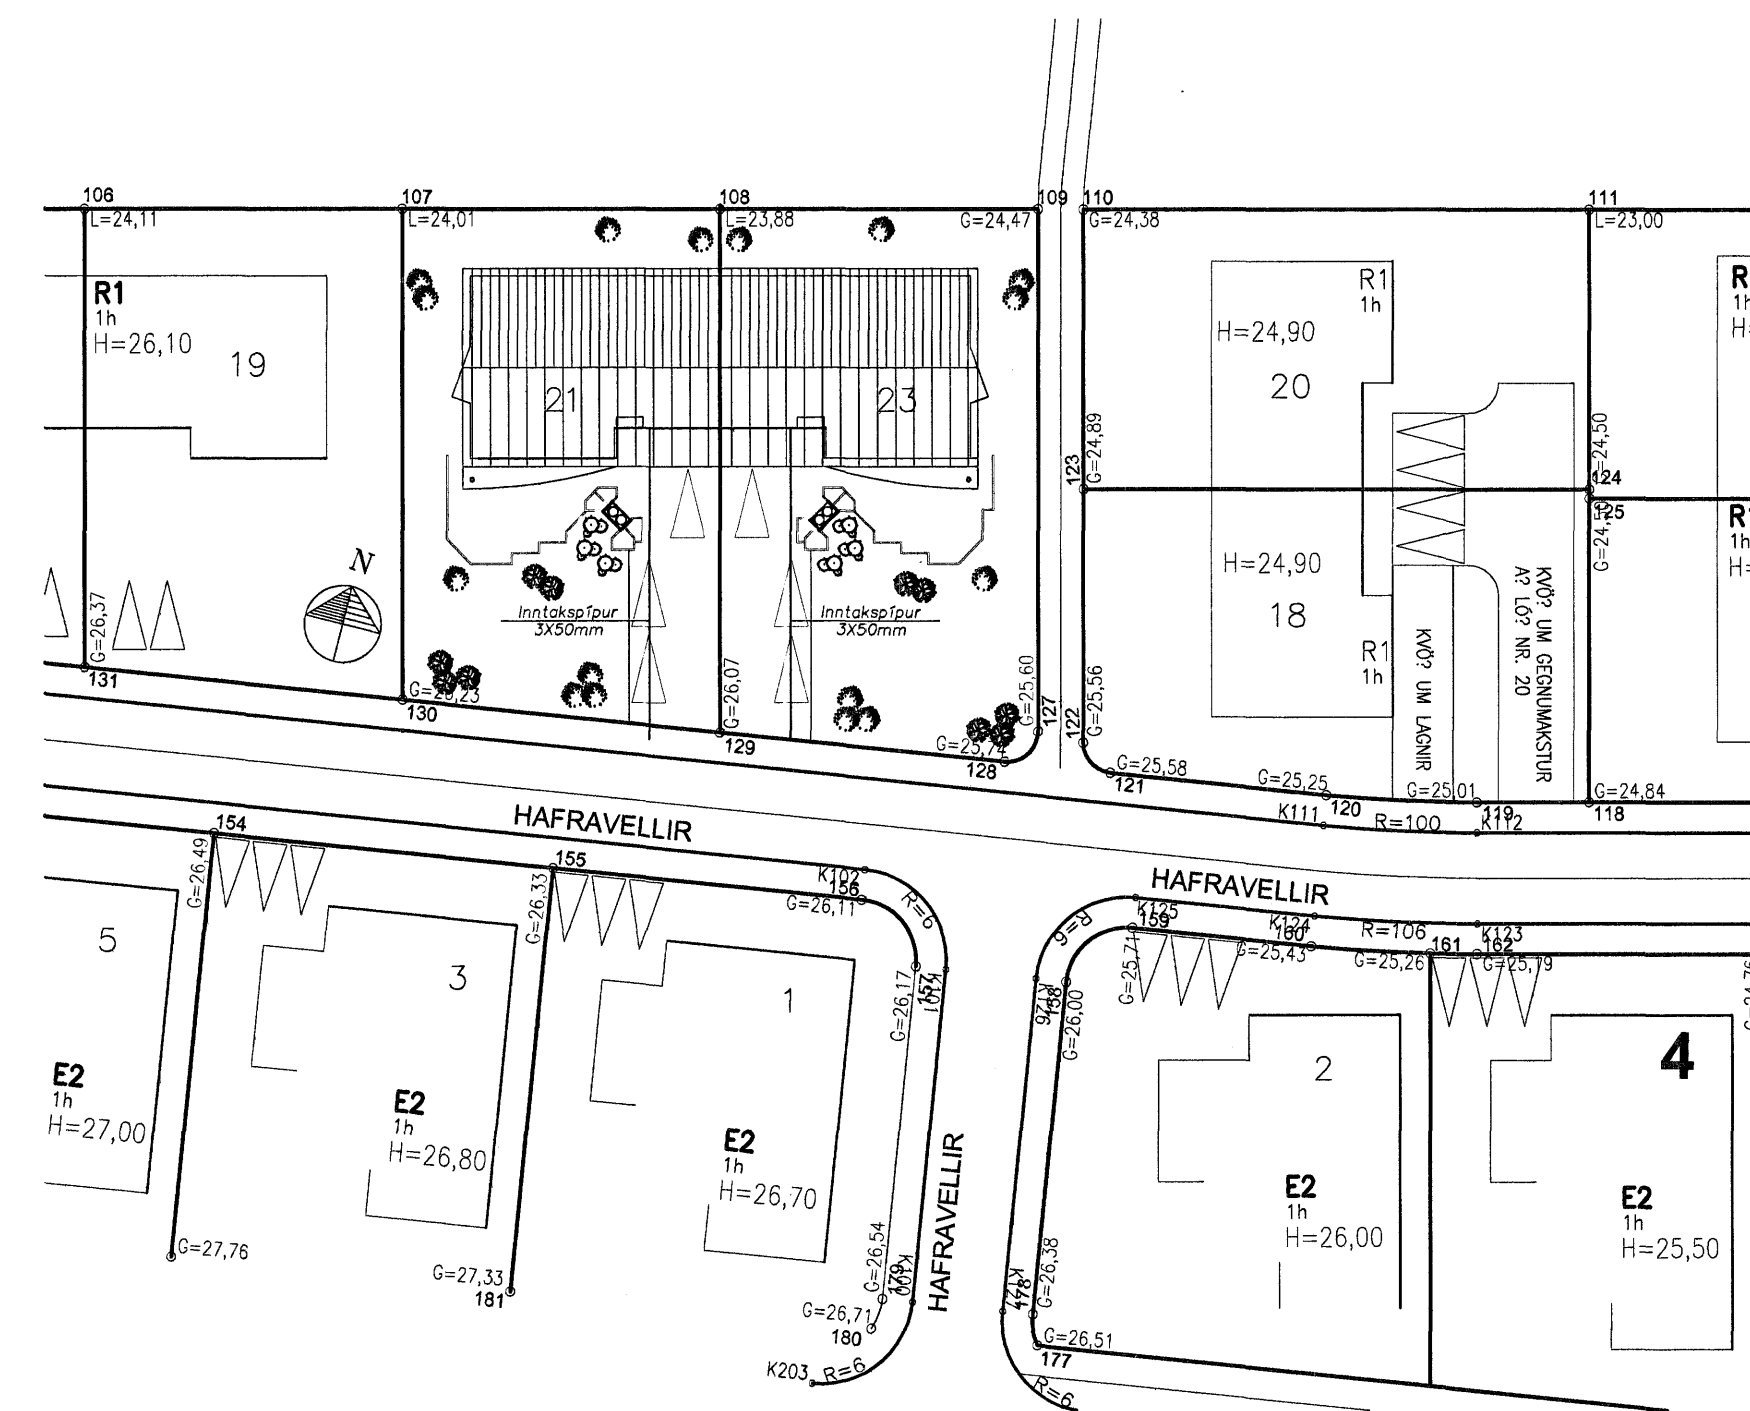 106
107
108
109
110
111
L=24,11
L=24,01
L=23,88
G=24,47
G=24,38
L=23,00
R1
1h
H=26,10
19
21
23
R1
1h
H=24,90
20
123
G=24,89
G=24,50
124
125
H=24,90
18
R1
1h
KVÖ? UM LAGNIR
KVÖ? UM GEGNUMAKSTUR
A? LÓ? NR. 20
N
Inntakspípur
3X50mm
Inntakspípur
3X50mm
G=26,37
131
130
G=26,07
129
G=25,74
128
G=25,60
127
122
G=25,56
G=25,58
121
G=25,25
120
G=25,01
119
G=24,84
118
K111
R=100
K112
HAFRAVELLIR
HAFRAVELLIR
154
G=26,49
155
G=26,33
K102
156
G=26,11
R=6
R=6
K125
159
G=25,71
K124
160
G=25,43
R=106
K123
161
162
G=25,26
G=25,79
5
3
1
2
4
157
K101
G=26,17
K126
158
G=26,00
E2
1h
H=27,00
E2
1h
H=26,80
E2
1h
H=26,70
E2
1h
H=26,00
E2
1h
H=25,50
HAFRAVELLIR
G=27,76
G=27,33
181
G=26,54
179
K100
G=26,71
180
K203
R=6
K127
178
G=26,38
G=26,51
177
R=6